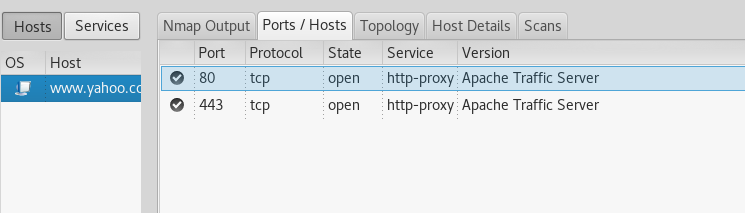 Hosts Services Nmap Output Ports / Hosts Topology Host Details Scans
OS Host Port Protocol State Service Version
www.yahoo.co 80 tcp open http-proxy Apache Traffic Server
443 tcp open http-proxy Apache Traffic Server